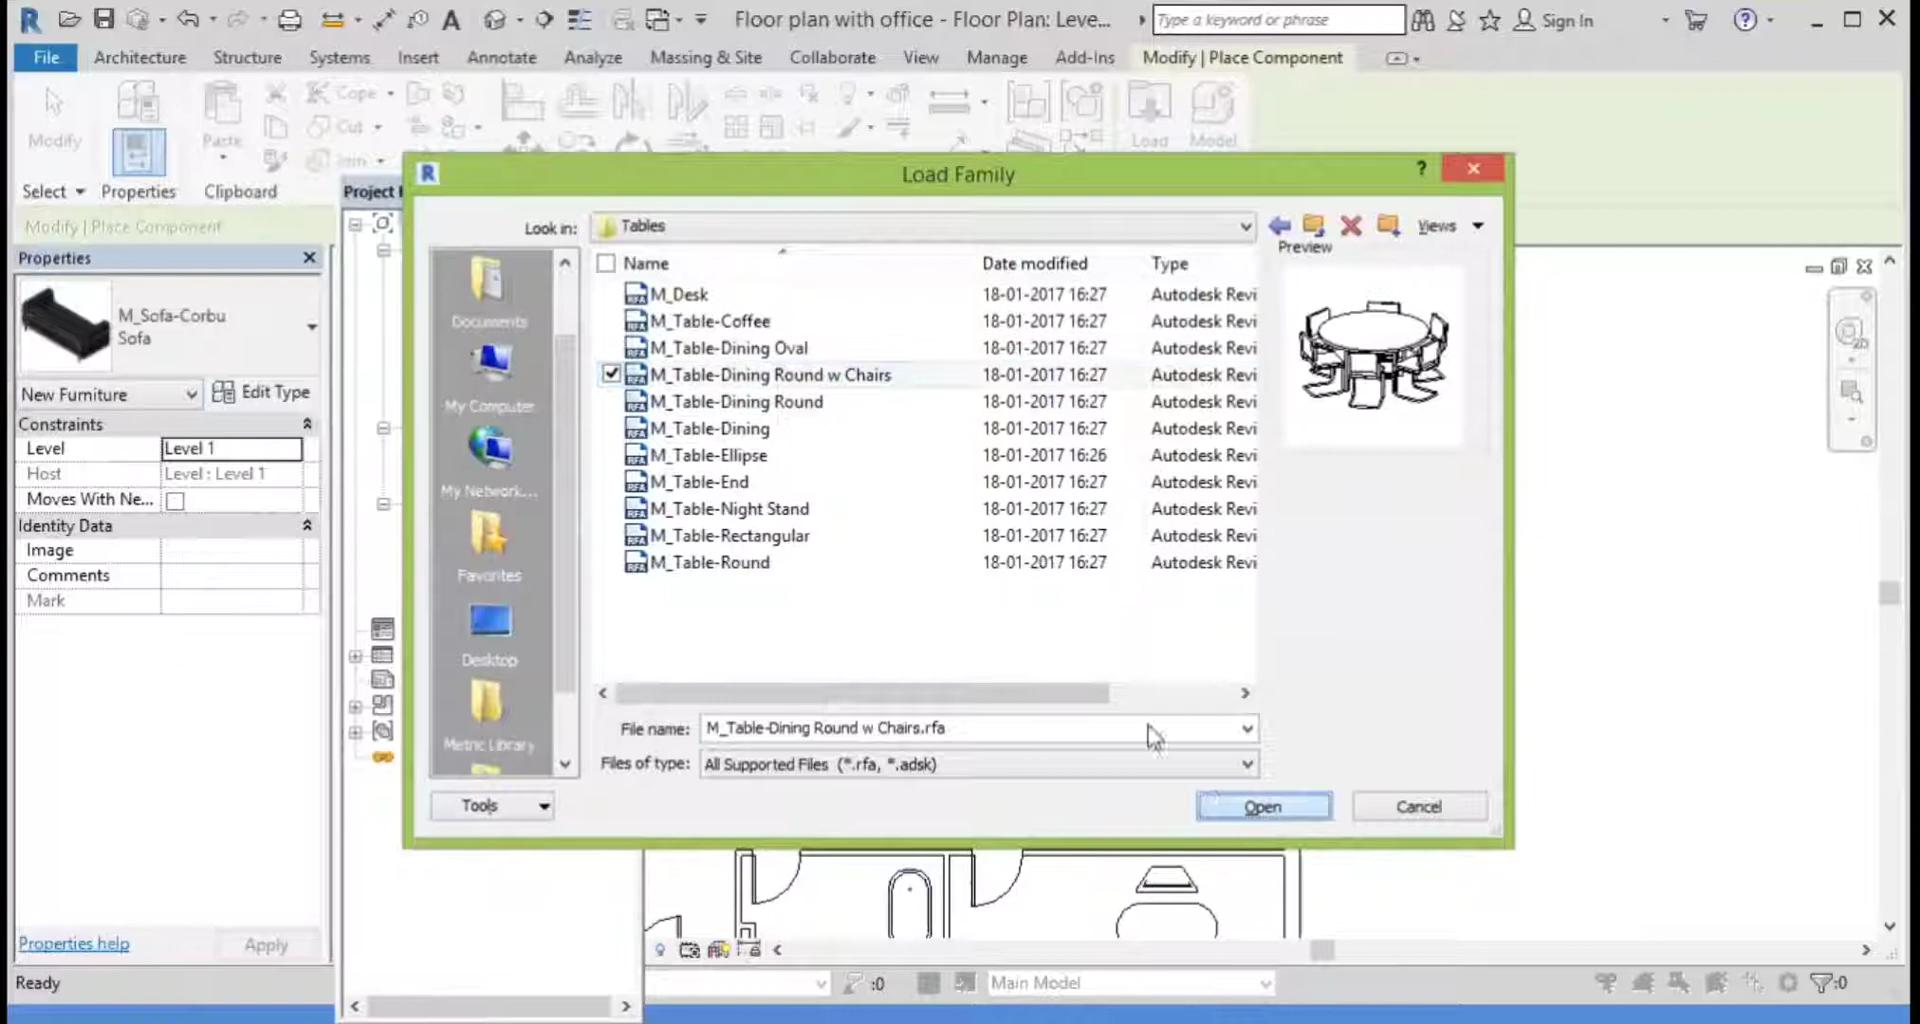 Floor plan with office - Floor Plan: Leve...
Type a keyword or phrase
Sign In
File Architecture Structure Systems Insert Annotate Analyze Massing & Site Collaborate View Manage Add-Ins Modify | Place Component
Modify
Paste
Cope
Cut
Join
Load
Model
Select Properties Clipboard
Modify | Place Component
Project
Properties
M_Sofa-Corbu
Sofa
New Furniture Edit Type
Constraints
Level Level 1
Host Level : Level 1
Moves With Ne...
Identity Data
Image
Comments
Mark
Properties help Apply
Ready
Load Family
Look in: Tables Views
Preview
Name Date modified Type
M_Desk 18-01-2017 16:27 Autodesk Revi
M_Table-Coffee 18-01-2017 16:27 Autodesk Revi
M_Table-Dining Oval 18-01-2017 16:27 Autodesk Revi
M_Table-Dining Round w Chairs 18-01-2017 16:27 Autodesk Revi
M_Table-Dining Round 18-01-2017 16:27 Autodesk Revi
M_Table-Dining 18-01-2017 16:27 Autodesk Revi
M_Table-Ellipse 18-01-2017 16:26 Autodesk Revi
M_Table-End 18-01-2017 16:27 Autodesk Revi
M_Table-Night Stand 18-01-2017 16:27 Autodesk Revi
M_Table-Rectangular 18-01-2017 16:27 Autodesk Revi
M_Table-Round 18-01-2017 16:27 Autodesk Revi
Documents
My Computer
My Network...
Favorites
Desktop
Metric Library
File name: M_Table-Dining Round w Chairs.rfa
Files of type: All Supported Files (*.rfa, *.adsk)
Tools Open Cancel
:0 Main Model :0